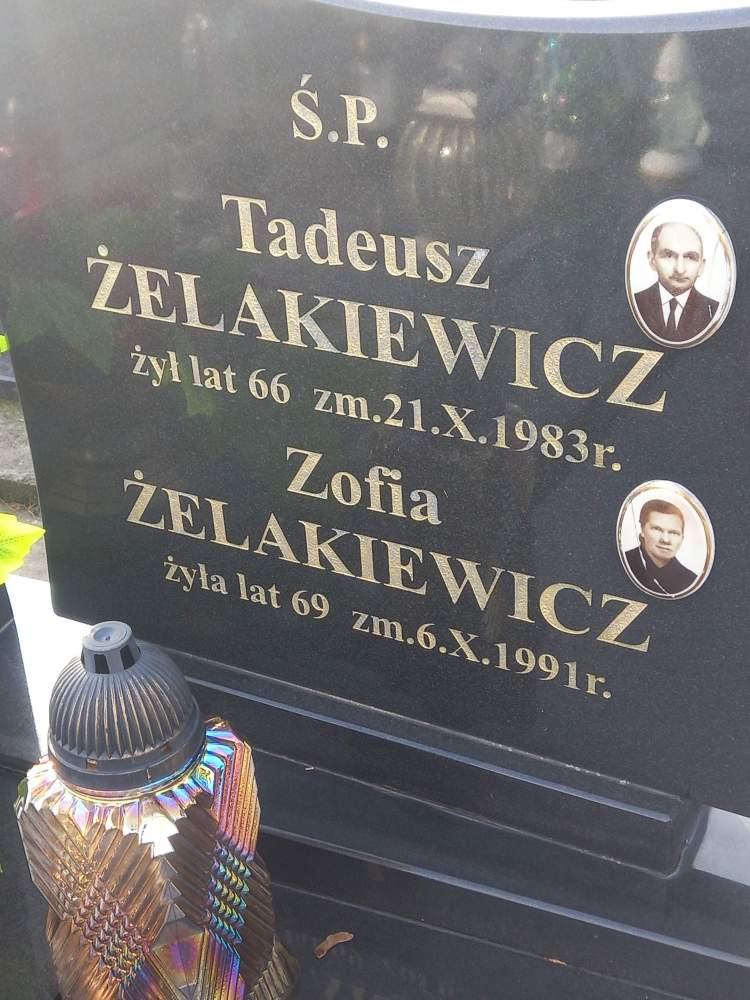 Ś.P.
Tadeusz
ŻELAKIEWICZ
żył lat 66 zm.21.X.1983r.
Zofia
ŻELAKIEWICZ
żyła lat 69 zm.6.X.1991r.